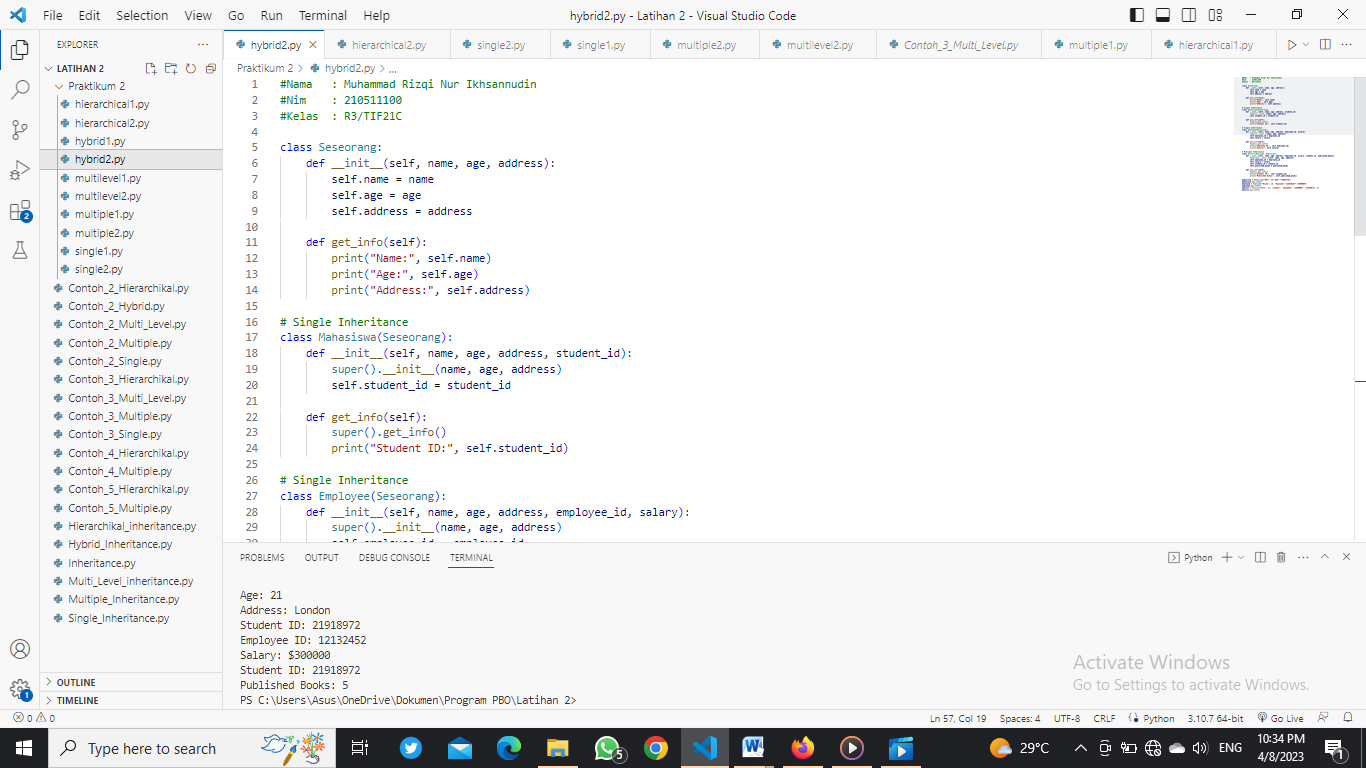 File Edit Selection View Go Run Terminal Help
hybrid2.py - Latihan 2 - Visual Studio Code
EXPLORER
LATIHAN 2
Praktikum 2
hierarchical1.py
hierarchical2.py
hybrid1.py
hybrid2.py
multilevel1.py
multilevel2.py
multiple1.py
multiple2.py
single1.py
single2.py
Contoh_2_Hierarchikal.py
Contoh_2_Hybrid.py
Contoh_2_Multi_Level.py
Contoh_2_Multiple.py
Contoh_2_Single.py
Contoh_3_Hierarchikal.py
Contoh_3_Multi_Level.py
Contoh_3_Multiple.py
Contoh_3_Single.py
Contoh_4_Hierarchikal.py
Contoh_4_Multiple.py
Contoh_5_Hierarchikal.py
Contoh_5_Multiple.py
Hierarchikal_inheritance.py
Hybrid_Inheritance.py
Inheritance.py
Multi_Level_inheritance.py
Multiple_Inheritance.py
Single_Inheritance.py
OUTLINE
TIMELINE
2
1
hybrid2.py hierarchical2.py single2.py single1.py multiple2.py multilevel2.py Contoh_3_Multi_Level.py multiple1.py hierarchical1.py
Praktikum 2 > hybrid2.py > ...
1 #Nama : Muhammad Rizqi Nur Ikhsannudin
2 #Nim : 210511100
3 #Kelas : R3/TIF21C
4
5 class Seseorang:
6 def __init__(self, name, age, address):
7 self.name = name
8 self.age = age
9 self.address = address
10
11 def get_info(self):
12 print("Name:", self.name)
13 print("Age:", self.age)
14 print("Address:", self.address)
15
16 # Single Inheritance
17 class Mahasiswa(Seseorang):
18 def __init__(self, name, age, address, student_id):
19 super().__init__(name, age, address)
20 self.student_id = student_id
21
22 def get_info(self):
23 super().get_info()
24 print("Student ID:", self.student_id)
25
26 # Single Inheritance
27 class Employee(Seseorang):
28 def __init__(self, name, age, address, employee_id, salary):
29 super().__init__(name, age, address)
PROBLEMS OUTPUT DEBUG CONSOLE TERMINAL
Python
Age: 21
Address: London
Student ID: 21918972
Employee ID: 12132452
Salary: $300000
Student ID: 21918972
Published Books: 5
PS C:\Users\Asus\OneDrive\Dokumen\Program PBO\Latihan 2>
Activate Windows
Go to Settings to activate Windows.
0 0
Ln 57, Col 19 Spaces: 4 UTF-8 CRLF Python 3.10.7 64-bit Go Live
Type here to search
5
29°C
ENG
10:34 PM
4/8/2023
1